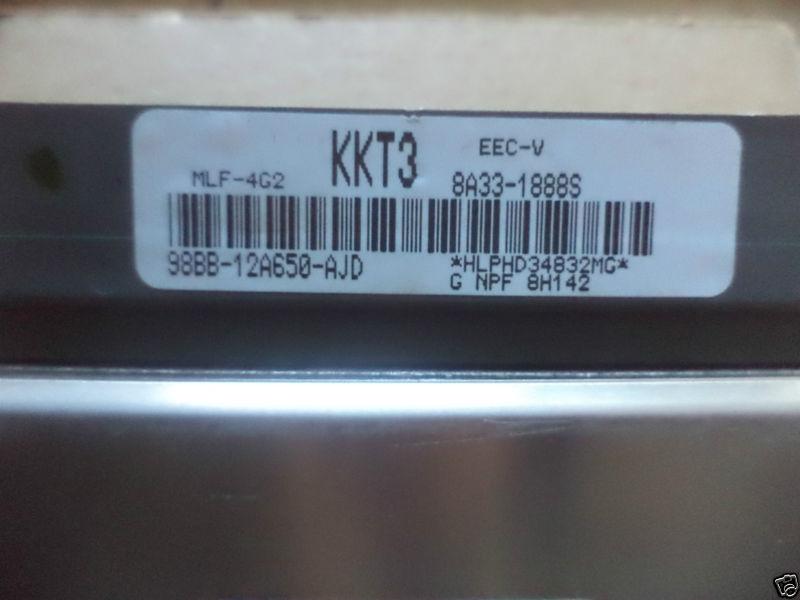 KKT3 EEC-V
MLF-4G2 8A33-1888S
98BB-12A650-AJD *HLPHD34832MG*
G NPF 8H142